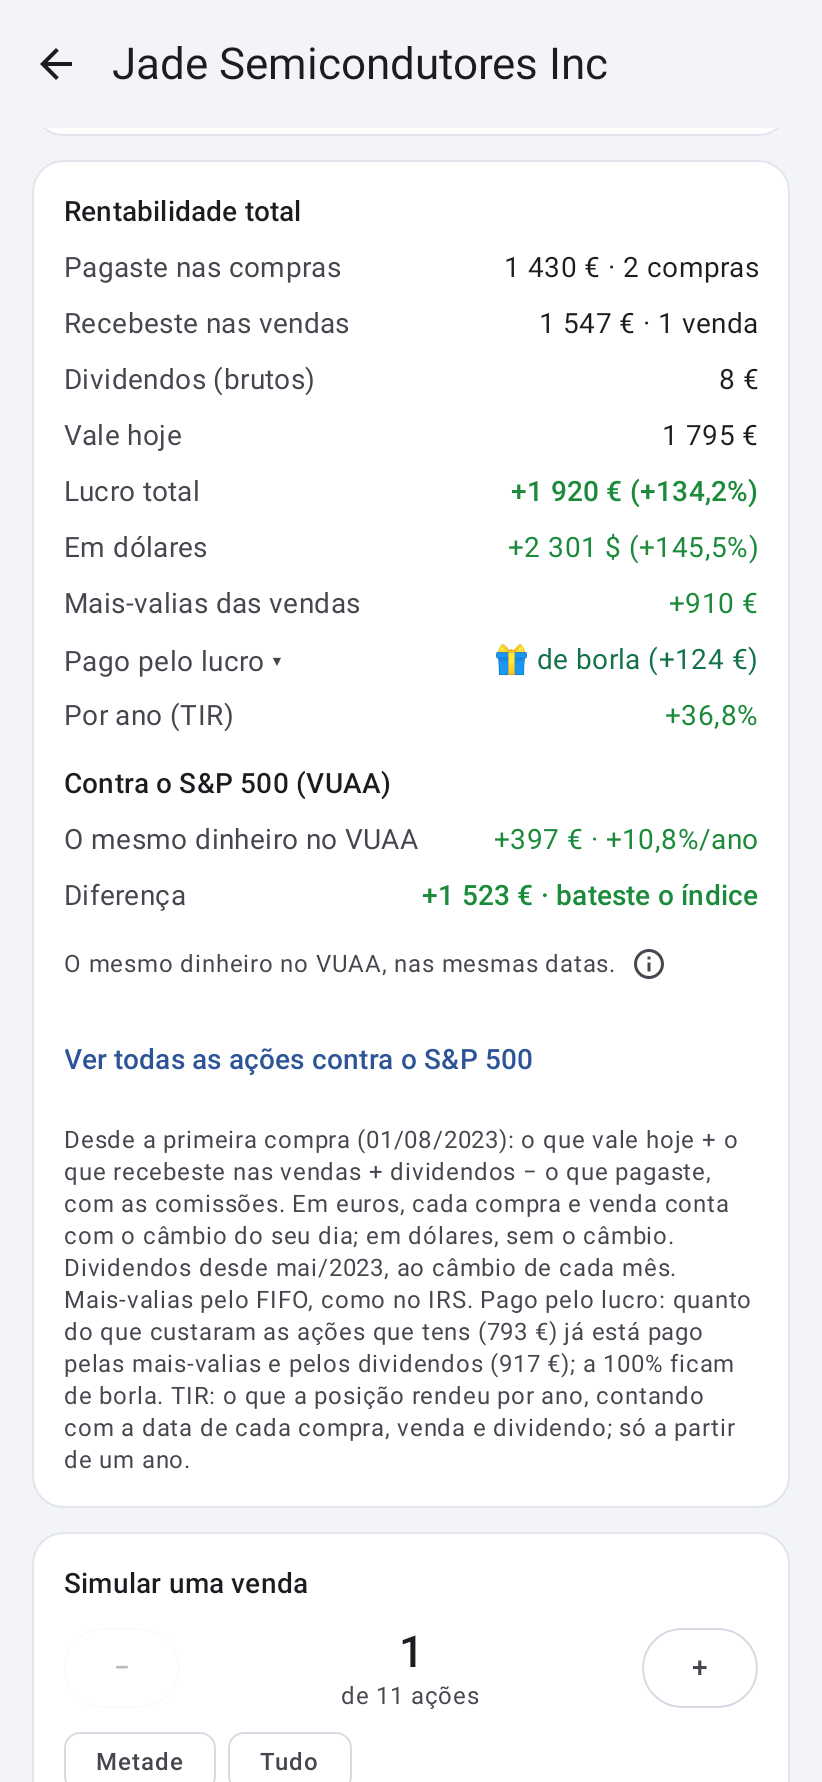 Jade Semicondutores Inc
Rentabilidade total
Pagaste nas compras 1 430 € · 2 compras
Recebeste nas vendas 1 547 € · 1 venda
Dividendos (brutos) 8 €
Vale hoje 1 795 €
Lucro total +1 920 € (+134,2%)
Em dólares +2 301 $ (+145,5%)
Mais-valias das vendas +910 €
Pago pelo lucro ▾ 🎁 de borla (+124 €)
Por ano (TIR) +36,8%
Contra o S&P 500 (VUAA)
O mesmo dinheiro no VUAA +397 € · +10,8%/ano
Diferença +1 523 € · bateste o índice
O mesmo dinheiro no VUAA, nas mesmas datas.
Ver todas as ações contra o S&P 500
Desde a primeira compra (01/08/2023): o que vale hoje + o
que recebeste nas vendas + dividendos − o que pagaste,
com as comissões. Em euros, cada compra e venda conta
com o câmbio do seu dia; em dólares, sem o câmbio.
Dividendos desde mai/2023, ao câmbio de cada mês.
Mais-valias pelo FIFO, como no IRS. Pago pelo lucro: quanto
do que custaram as ações que tens (793 €) já está pago
pelas mais-valias e pelos dividendos (917 €); a 100% ficam
de borla. TIR: o que a posição rendeu por ano, contando
com a data de cada compra, venda e dividendo; só a partir
de um ano.
Simular uma venda
− 1 +
de 11 ações
Metade Tudo